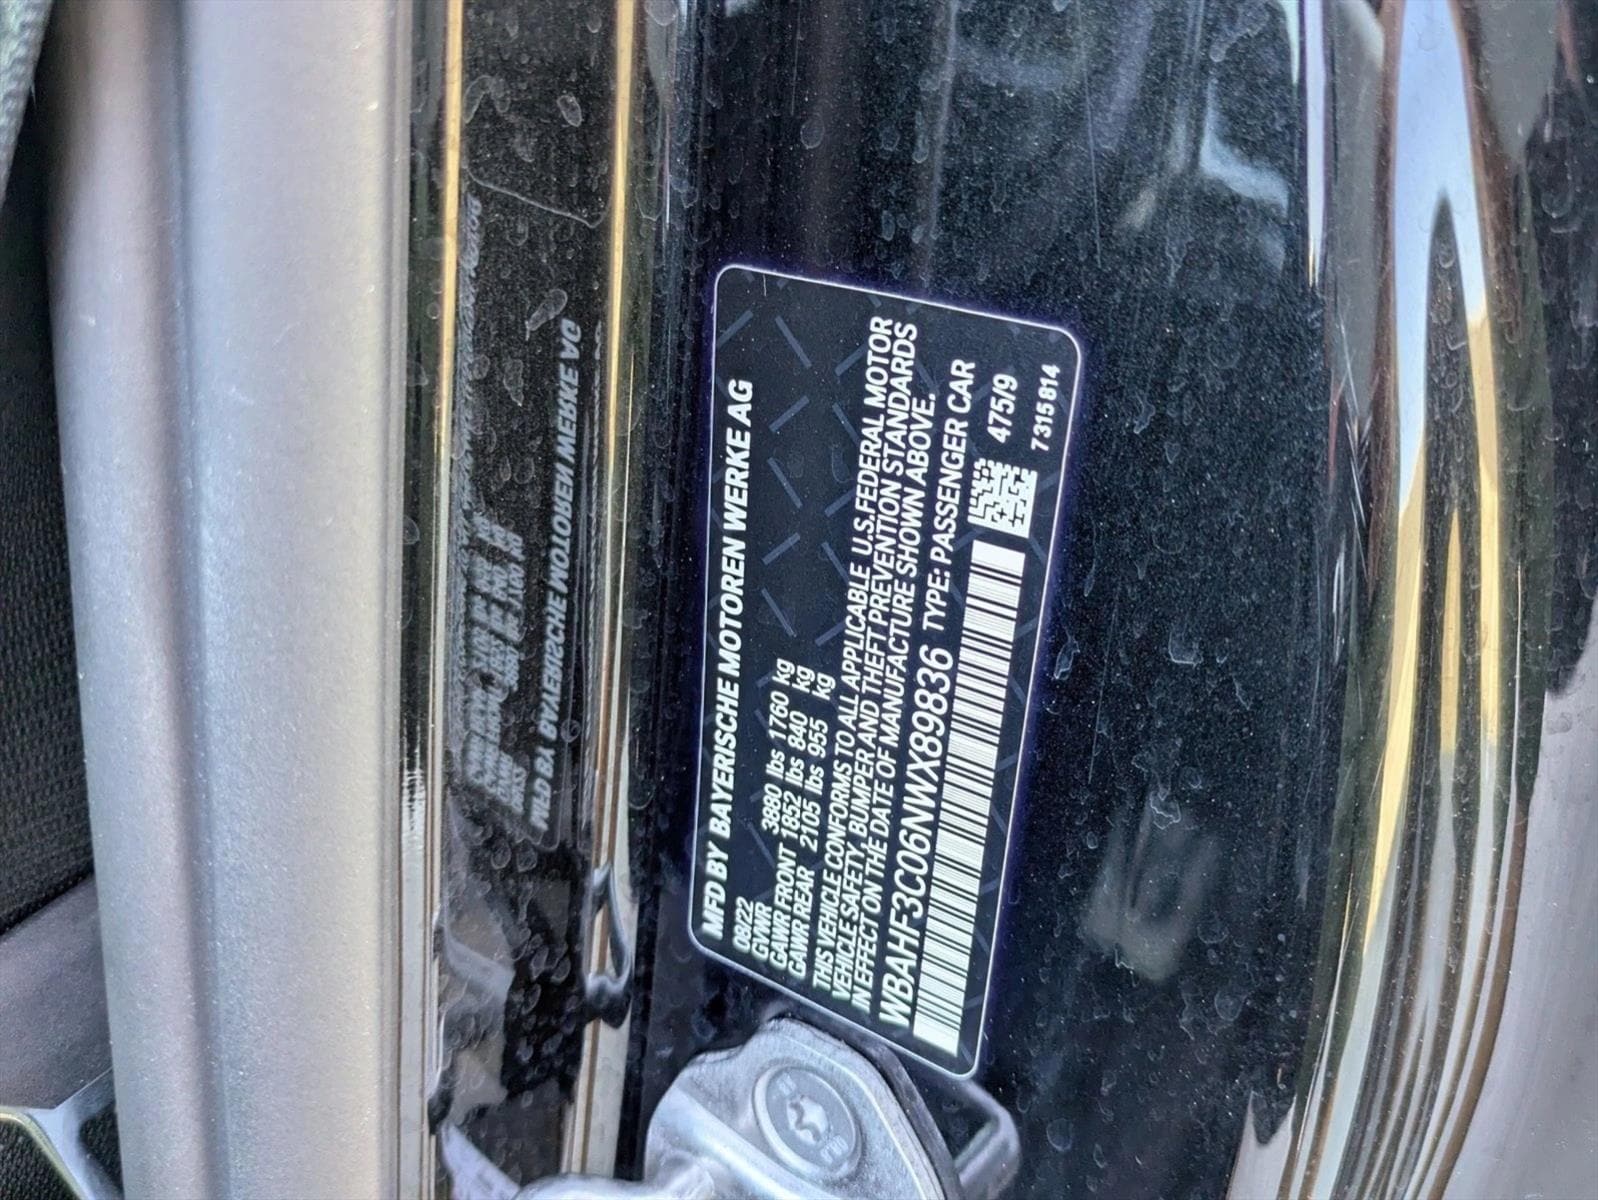 MFD BY BAYERISCHE MOTOREN WERKE AG
08/22
GVWR 3880 lbs 1760 kg
GAWR FRONT 1852 lbs 840 kg
GAWR REAR 2105 lbs 955 kg
THIS VEHICLE CONFORMS TO ALL APPLICABLE U.S.FEDERAL MOTOR
VEHICLE SAFETY, BUMPER AND THEFT PREVENTION STANDARDS
IN EFFECT ON THE DATE OF MANUFACTURE SHOWN ABOVE.
WBAHF3C06NWX89836 TYPE: PASSENGER CAR
475/9
7315814